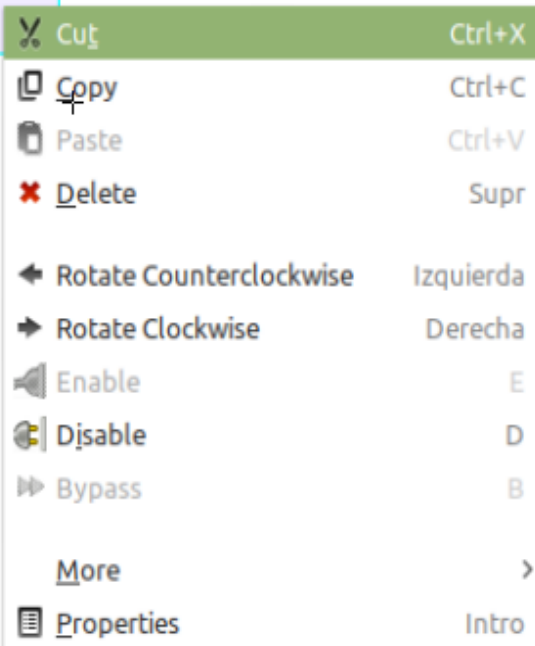 Cut Ctrl+X
Copy Ctrl+C
Paste Ctrl+V
Delete Supr
Rotate Counterclockwise Izquierda
Rotate Clockwise Derecha
Enable E
Disable D
Bypass B
More
Properties Intro